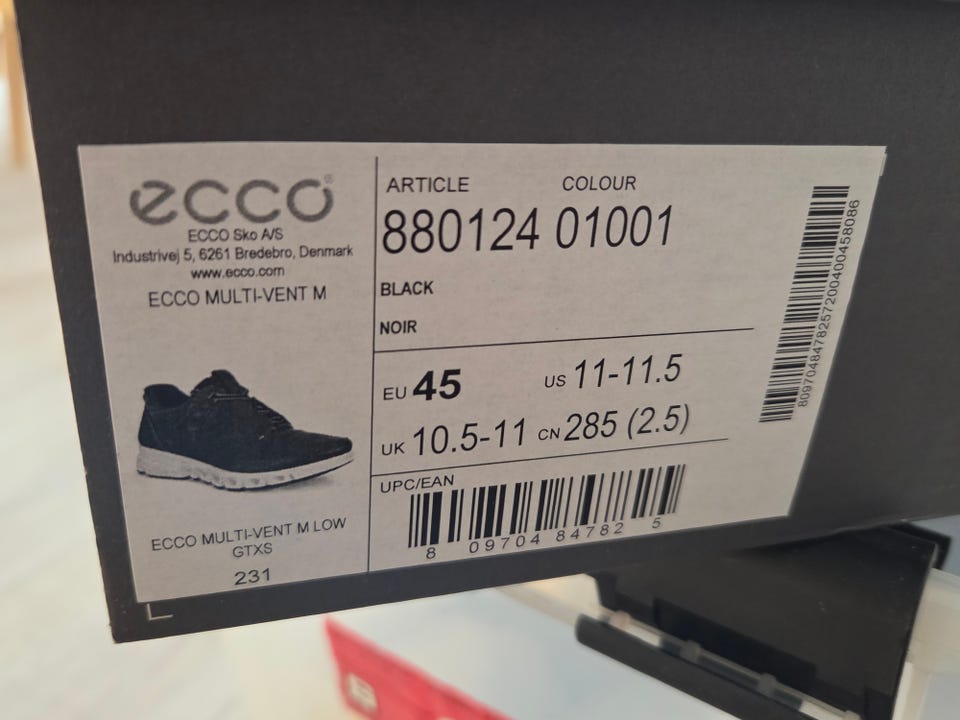 ecco®
ECCO Sko A/S
Industrivej 5, 6261 Bredebro, Denmark
www.ecco.com
ECCO MULTI-VENT M
ECCO MULTI-VENT M LOW
GTXS
231
ARTICLE COLOUR
880124 01001
BLACK
NOIR
EU 45 US 11-11.5
UK 10.5-11 CN 285 (2.5)
UPC/EAN
8 09704 84782 5
8097048478257200400458086